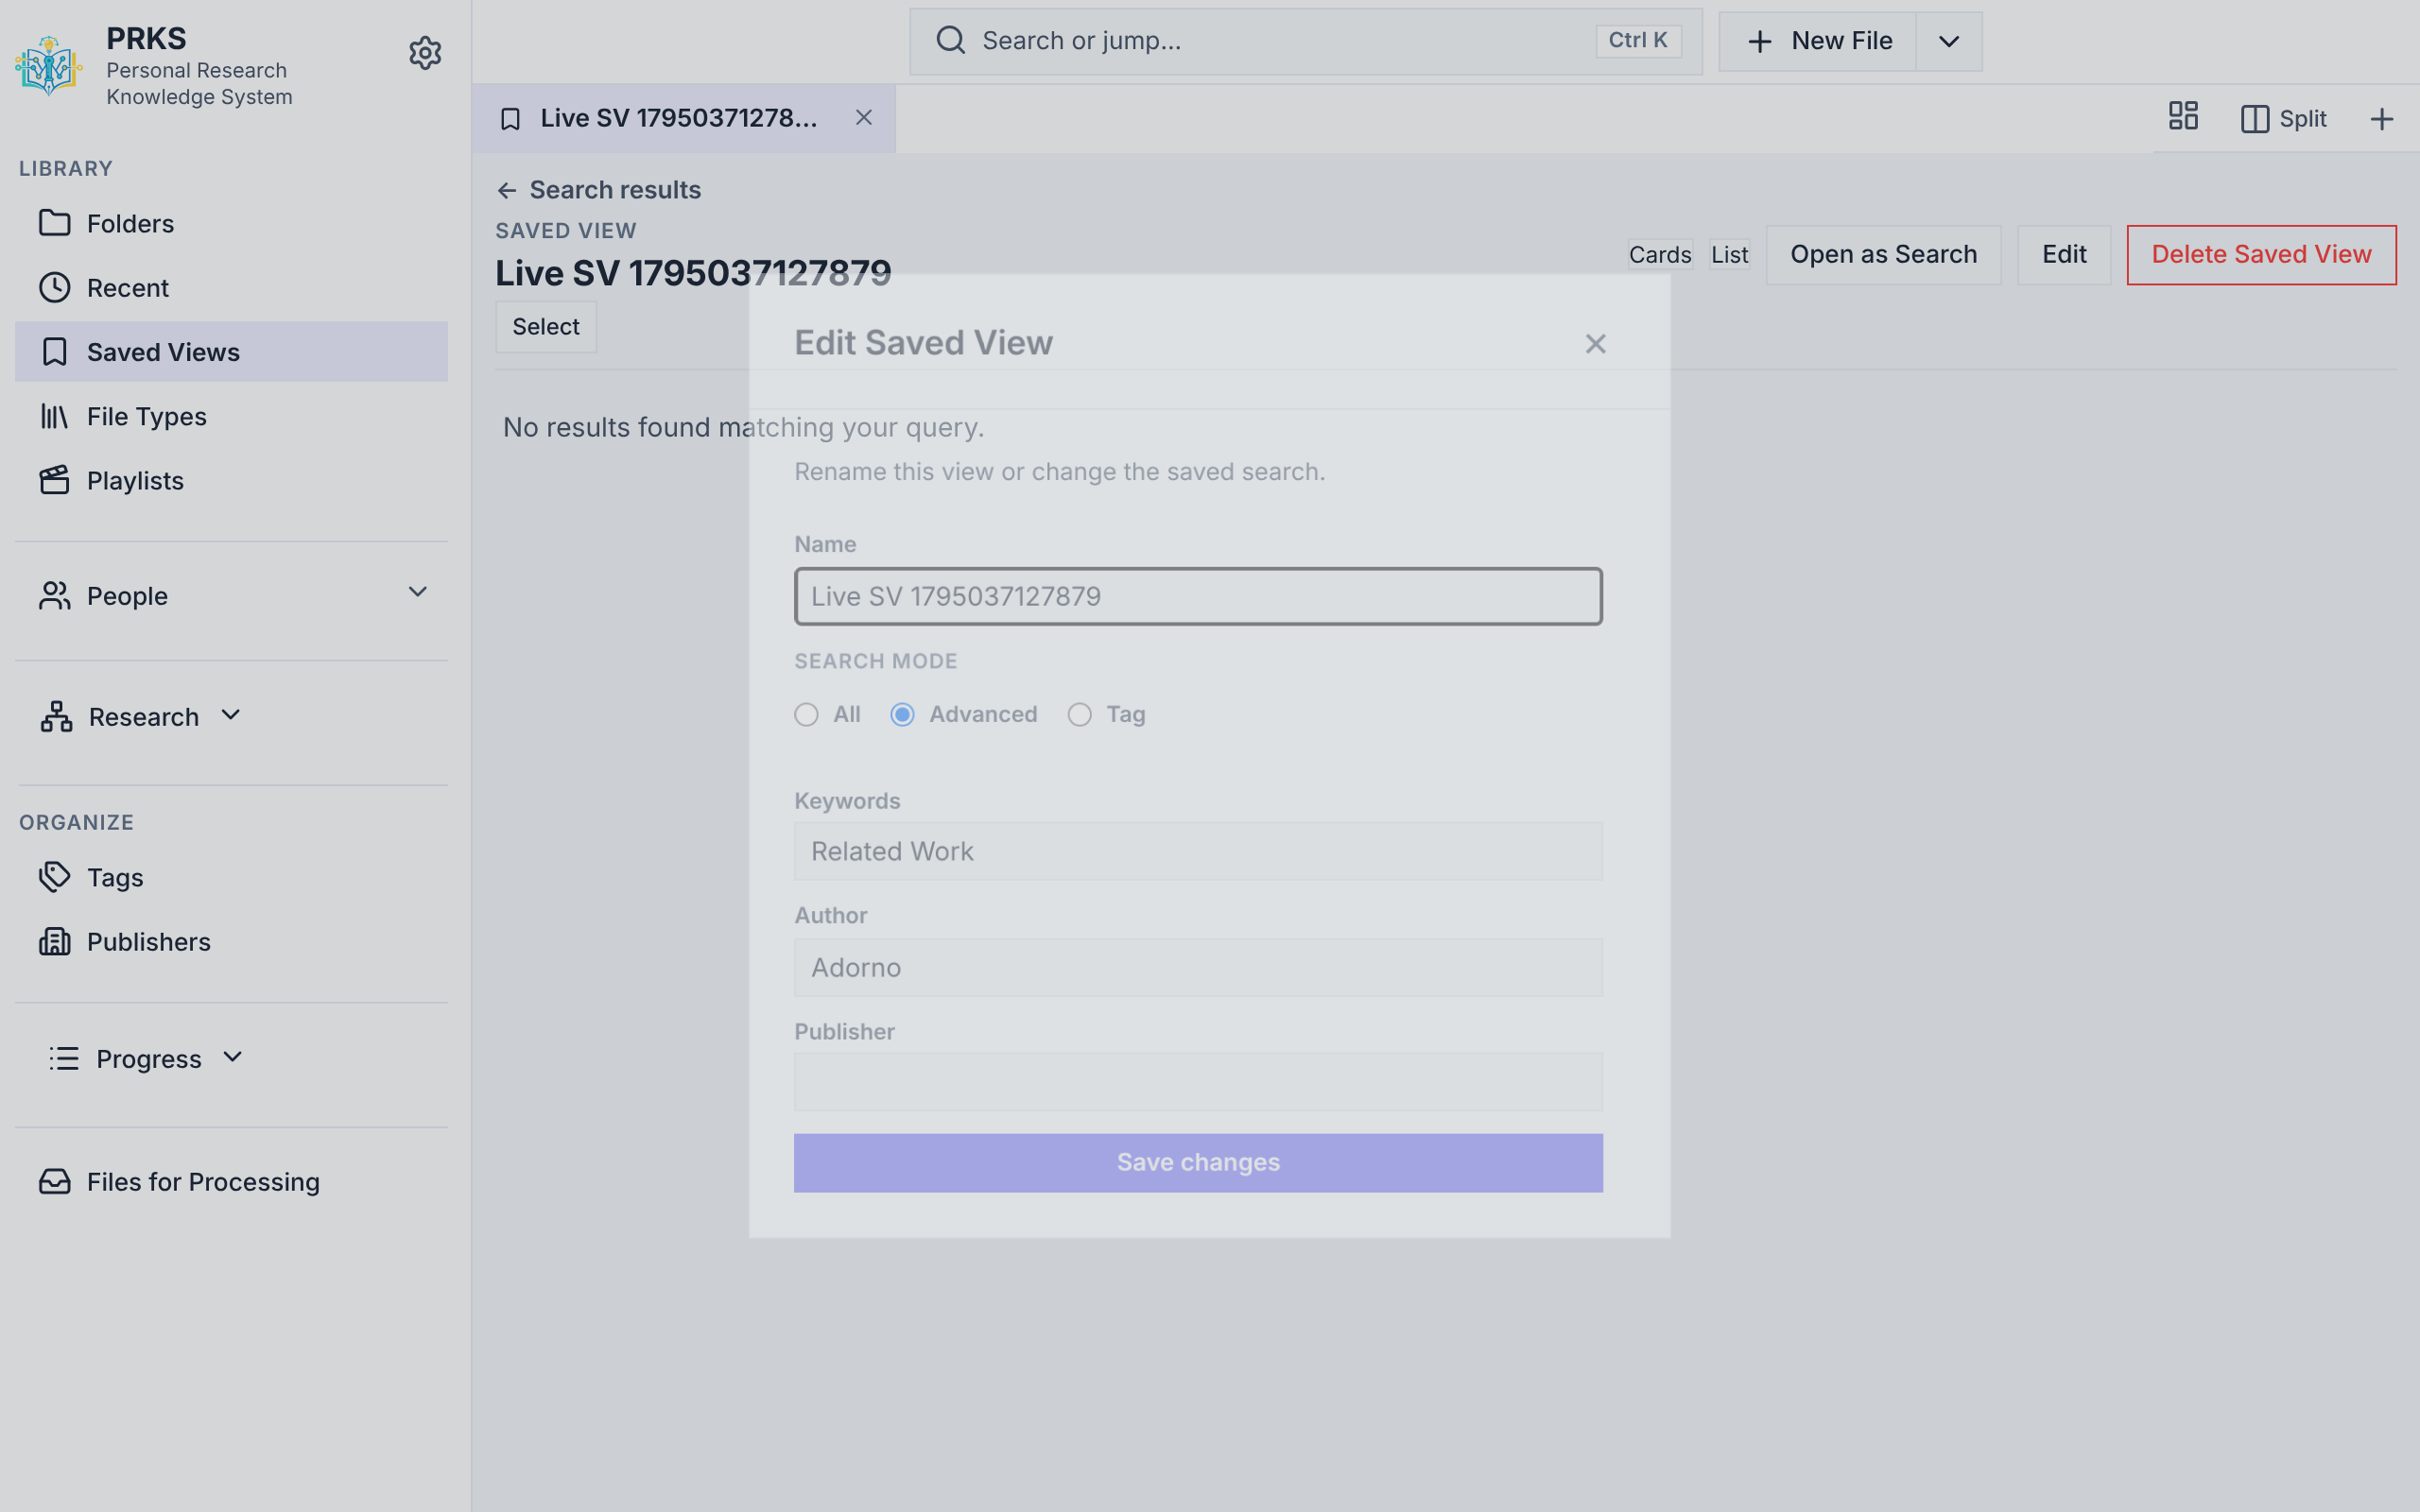 PRKS
Personal Research
Knowledge System
LIBRARY
Folders
Recent
Saved Views
File Types
Playlists
People
Research
ORGANIZE
Tags
Publishers
Progress
Files for Processing
Search or jump...
Ctrl K
New File
Live SV 17950371278...
Split
Search results
SAVED VIEW
Live SV 1795037127879
Cards
List
Open as Search
Edit
Delete Saved View
Select
No results found matching your query.
Edit Saved View
Rename this view or change the saved search.
Name
Live SV 1795037127879
SEARCH MODE
All
Advanced
Tag
Keywords
Related Work
Author
Adorno
Publisher
Save changes